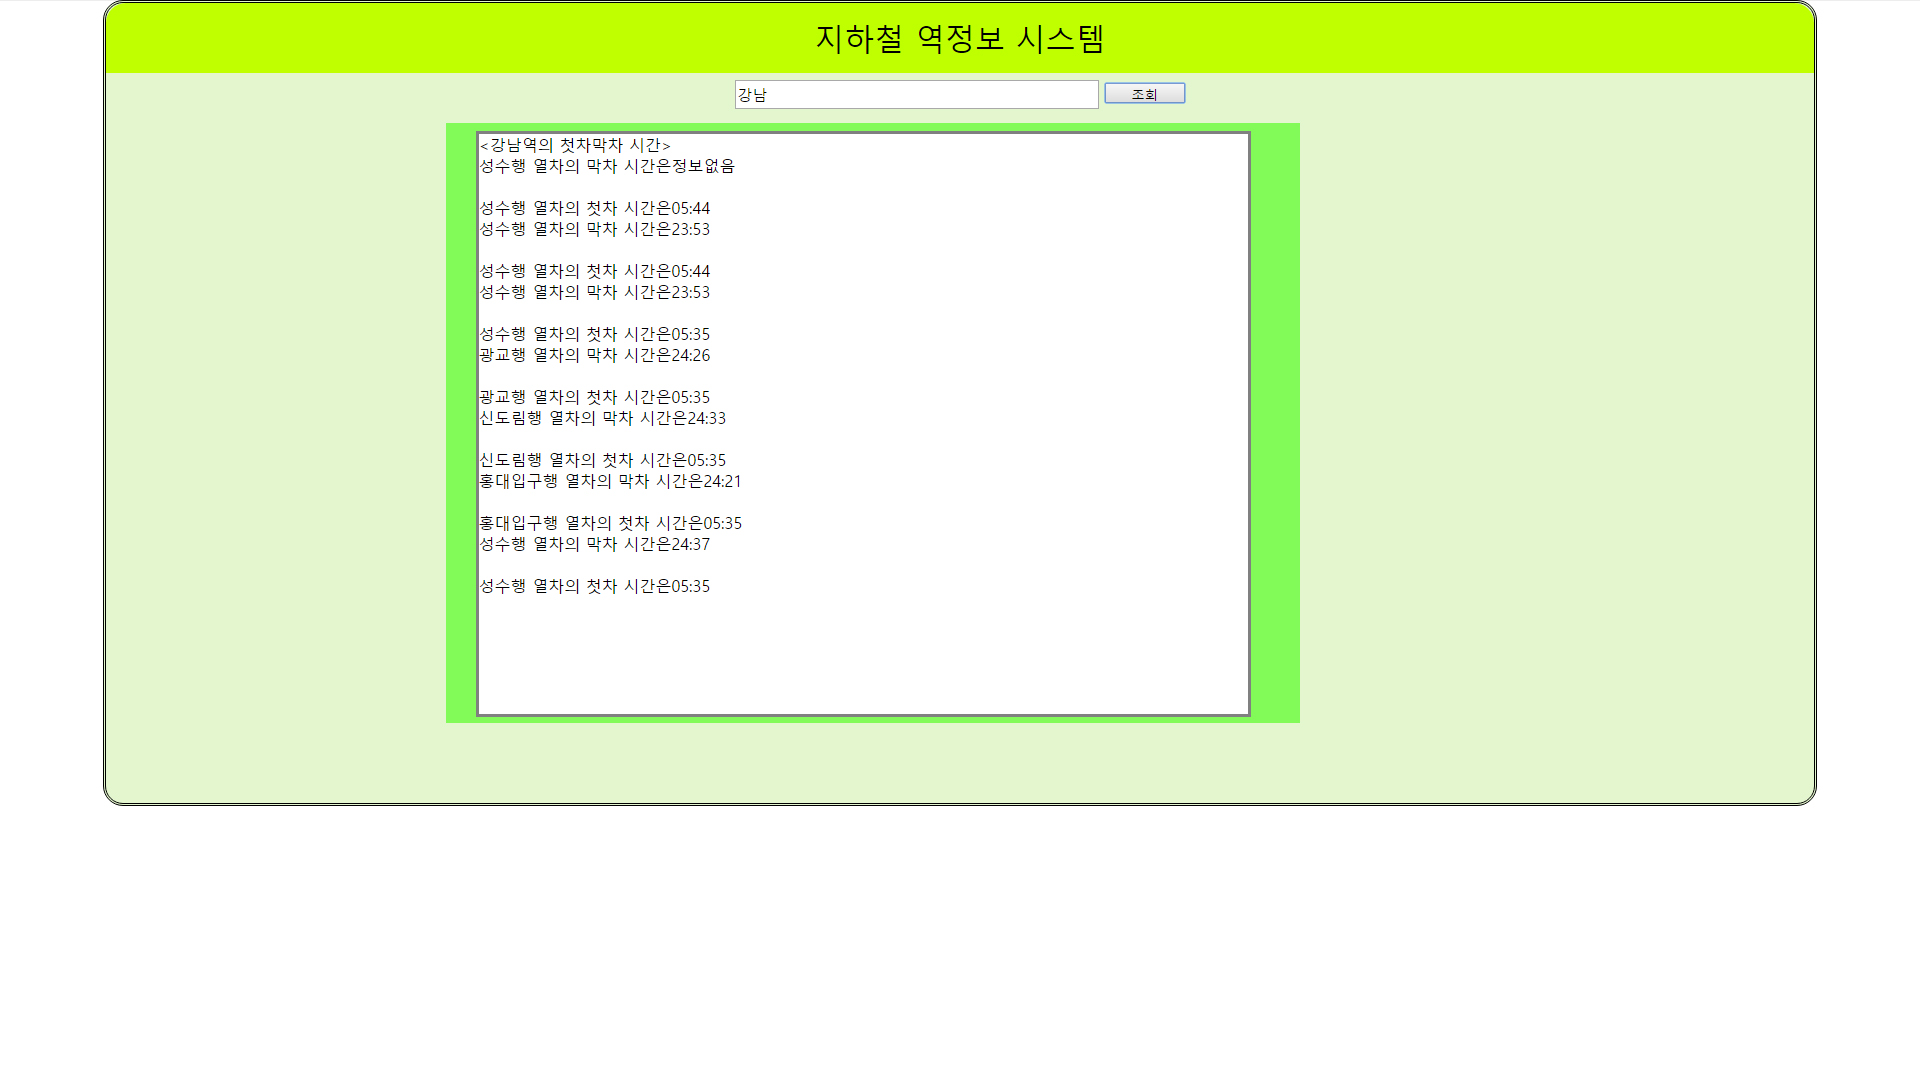 지하철 역정보 시스템
강남 조회
<강남역의 첫차막차 시간>
성수행 열차의 막차 시간은정보없음
성수행 열차의 첫차 시간은05:44
성수행 열차의 막차 시간은23:53
성수행 열차의 첫차 시간은05:44
성수행 열차의 막차 시간은23:53
성수행 열차의 첫차 시간은05:35
광교행 열차의 막차 시간은24:26
광교행 열차의 첫차 시간은05:35
신도림행 열차의 막차 시간은24:33
신도림행 열차의 첫차 시간은05:35
홍대입구행 열차의 막차 시간은24:21
홍대입구행 열차의 첫차 시간은05:35
성수행 열차의 막차 시간은24:37
성수행 열차의 첫차 시간은05:35